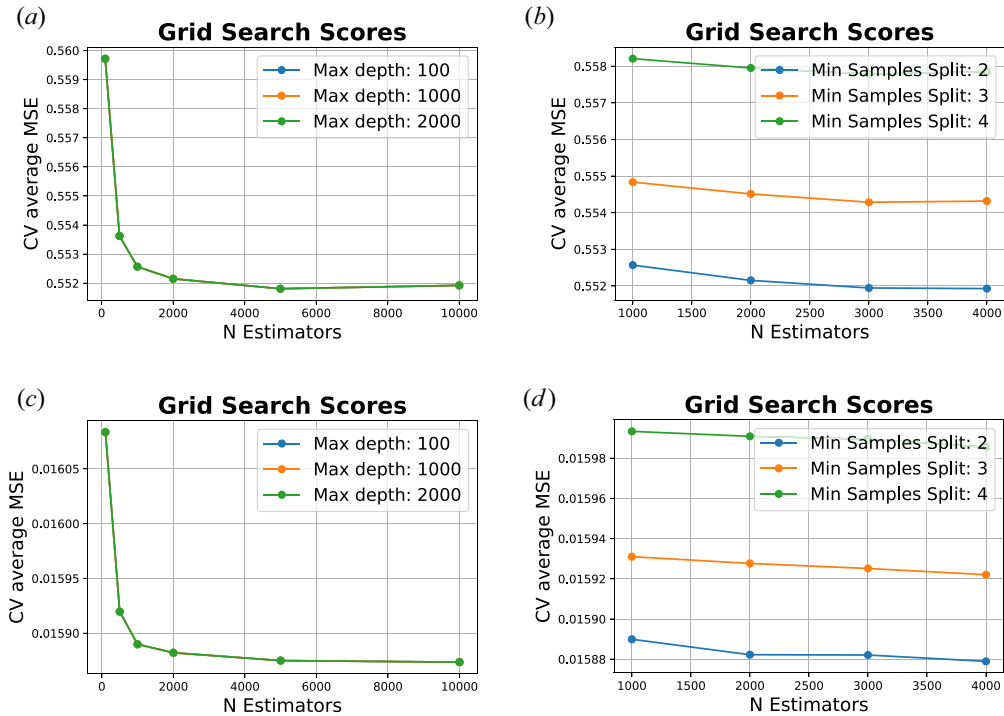 (a)
Grid Search Scores
0.560
0.559
0.558
0.557
0.556
0.555
0.554
0.553
0.552
CV average MSE
Max depth: 100
Max depth: 1000
Max depth: 2000
0 2000 4000 6000 8000 10000
N Estimators
(b)
Grid Search Scores
0.558
0.557
0.556
0.555
0.554
0.553
0.552
CV average MSE
Min Samples Split: 2
Min Samples Split: 3
Min Samples Split: 4
1000 1500 2000 2500 3000 3500 4000
N Estimators
(c)
Grid Search Scores
0.01605
0.01600
0.01595
0.01590
CV average MSE
Max depth: 100
Max depth: 1000
Max depth: 2000
0 2000 4000 6000 8000 10000
N Estimators
(d)
Grid Search Scores
0.01598
0.01596
0.01594
0.01592
0.01590
0.01588
CV average MSE
Min Samples Split: 2
Min Samples Split: 3
Min Samples Split: 4
1000 1500 2000 2500 3000 3500 4000
N Estimators